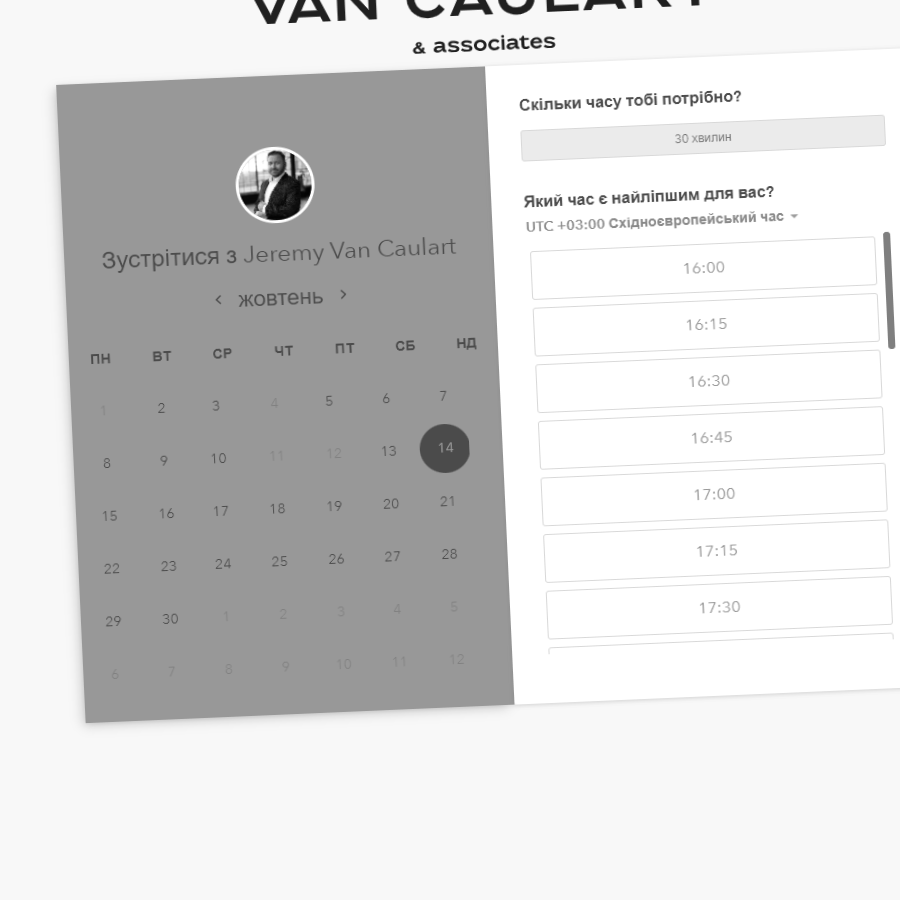 VAN CAULART
& associates
Зустрітися з Jeremy Van Caulart
‹ жовтень ›
ПН ВТ СР ЧТ ПТ СБ НД
1 2 3 4 5 6 7
8 9 10 11 12 13 14
15 16 17 18 19 20 21
22 23 24 25 26 27 28
29 30 1 2 3 4 5
6 7 8 9 10 11 12
Скільки часу тобі потрібно?
30 хвилин
Який час є найліпшим для вас?
UTC +03:00 Східноєвропейський час
16:00
16:15
16:30
16:45
17:00
17:15
17:30